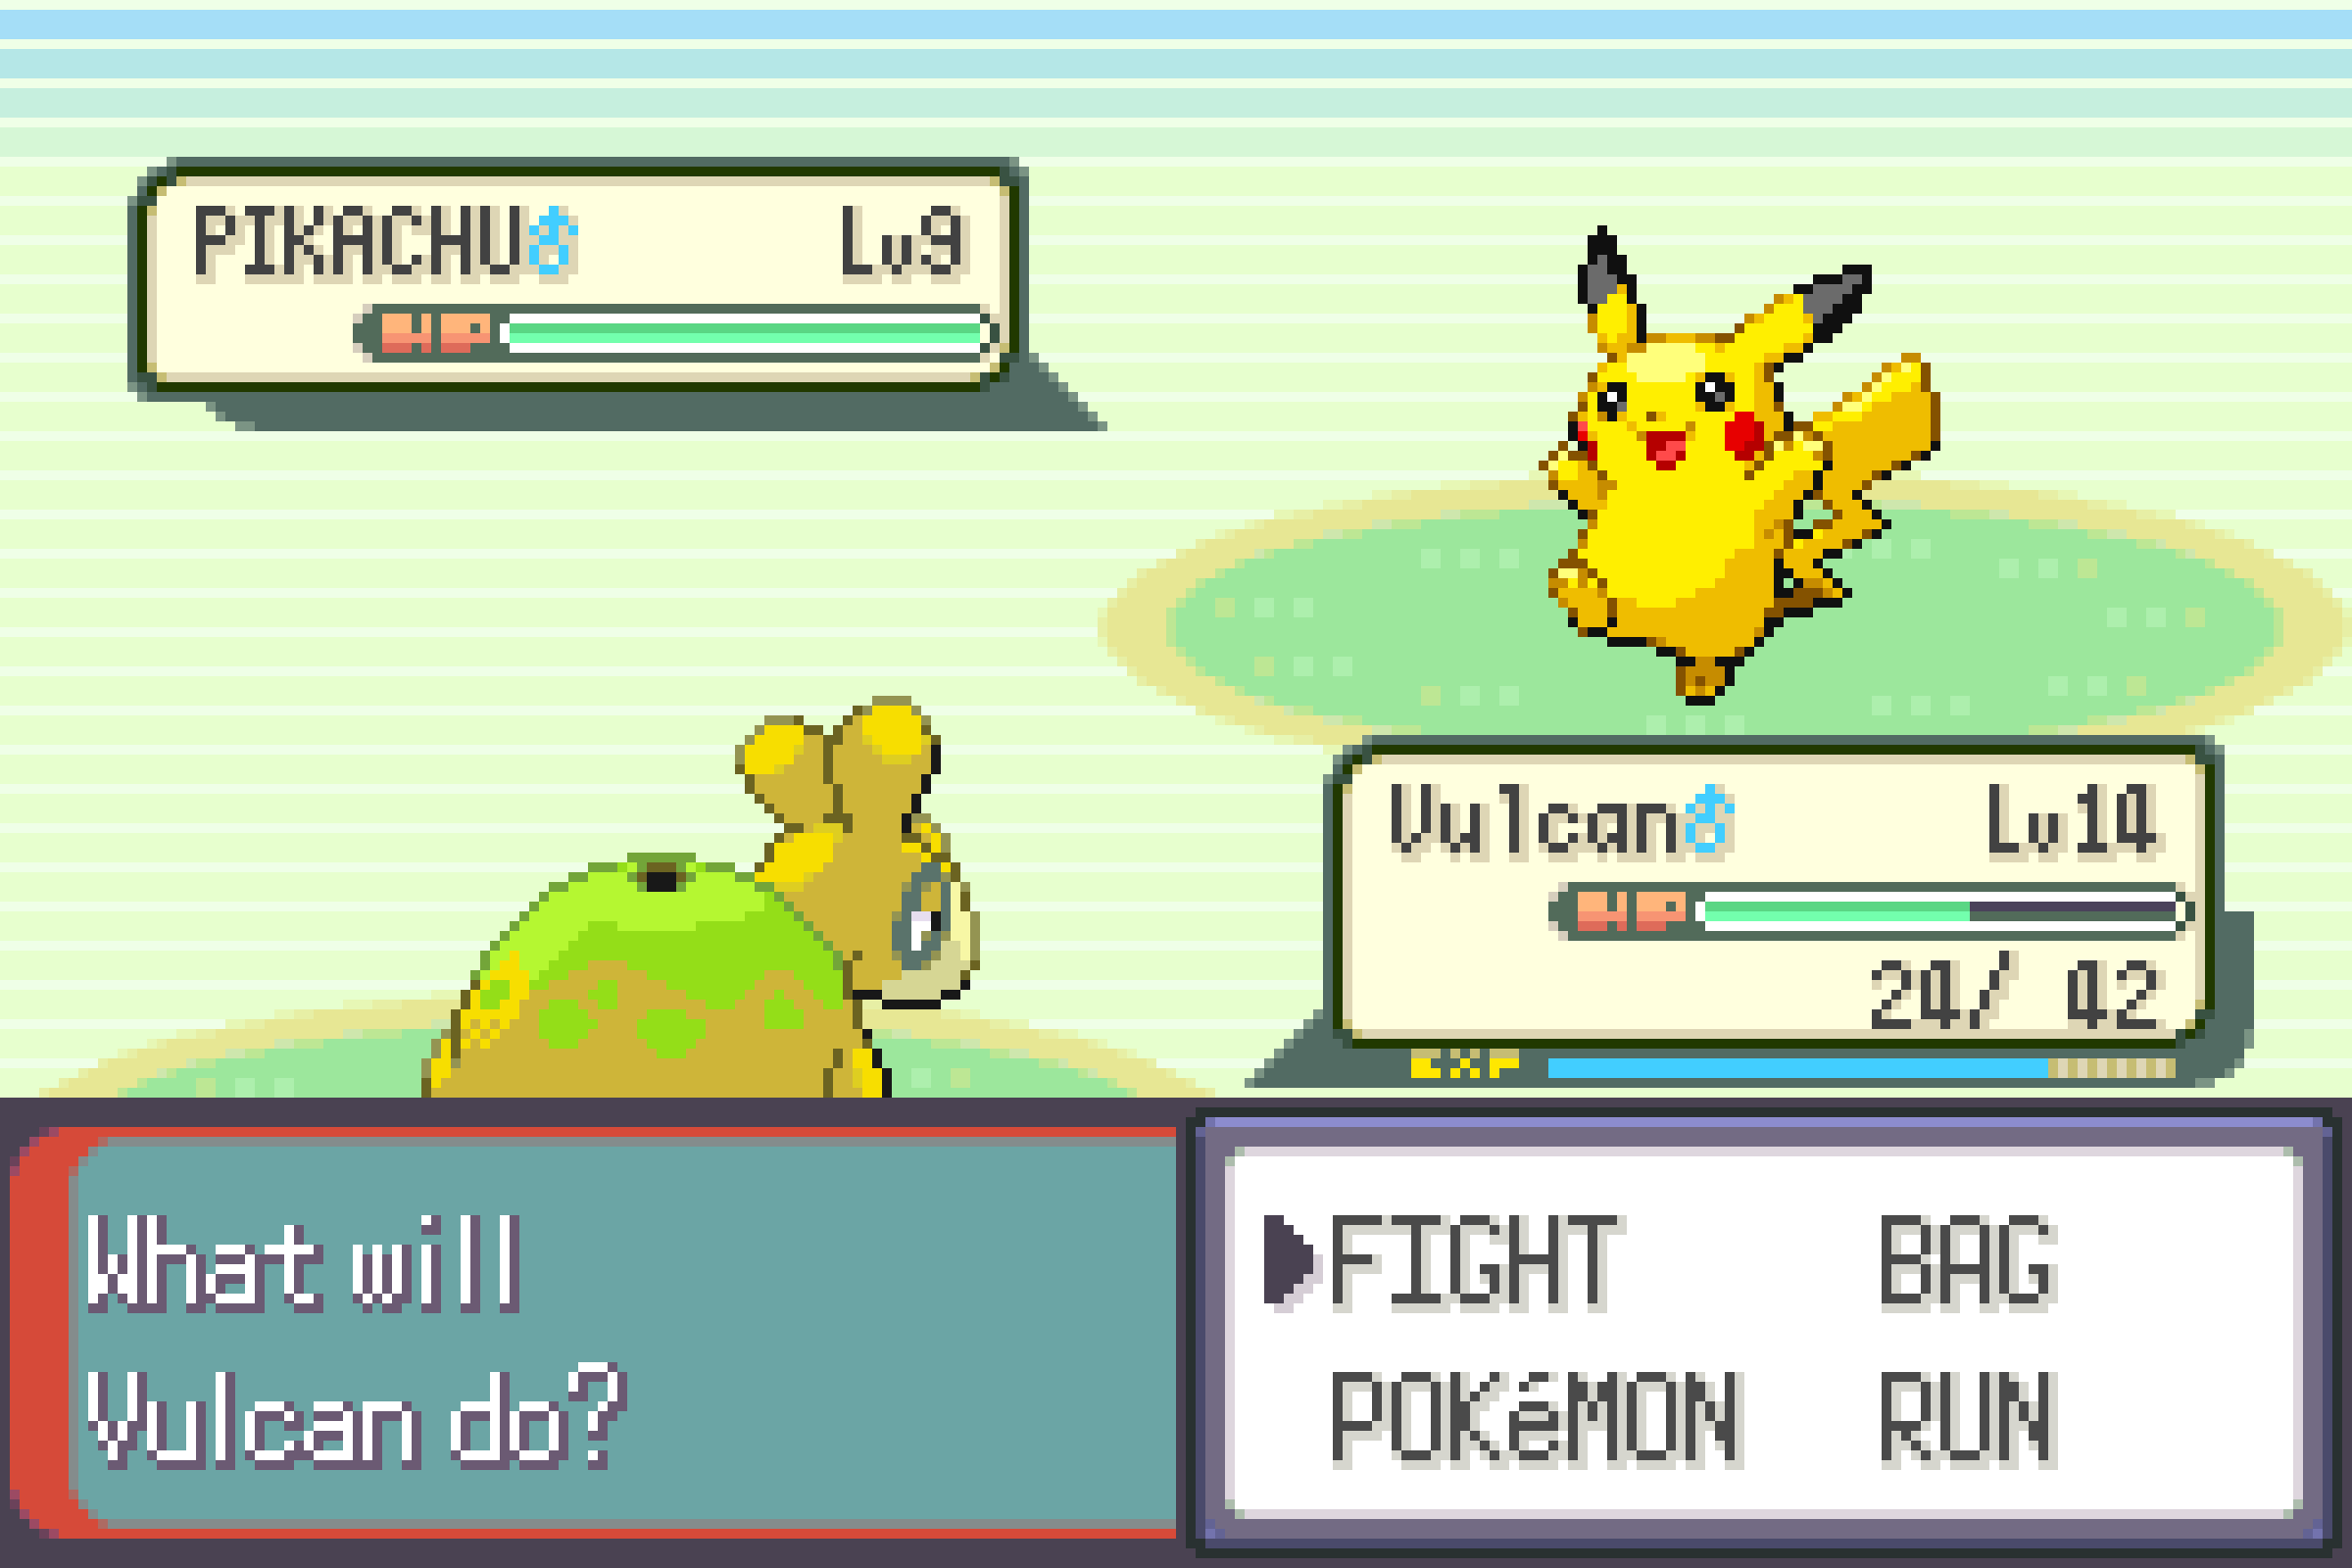 PIKACHU♂ Lv9
HP
Vulcan♂ Lv14
HP
24/ 42
EXP
What will
Vulcan do?
FIGHT BAG
POKéMON RUN